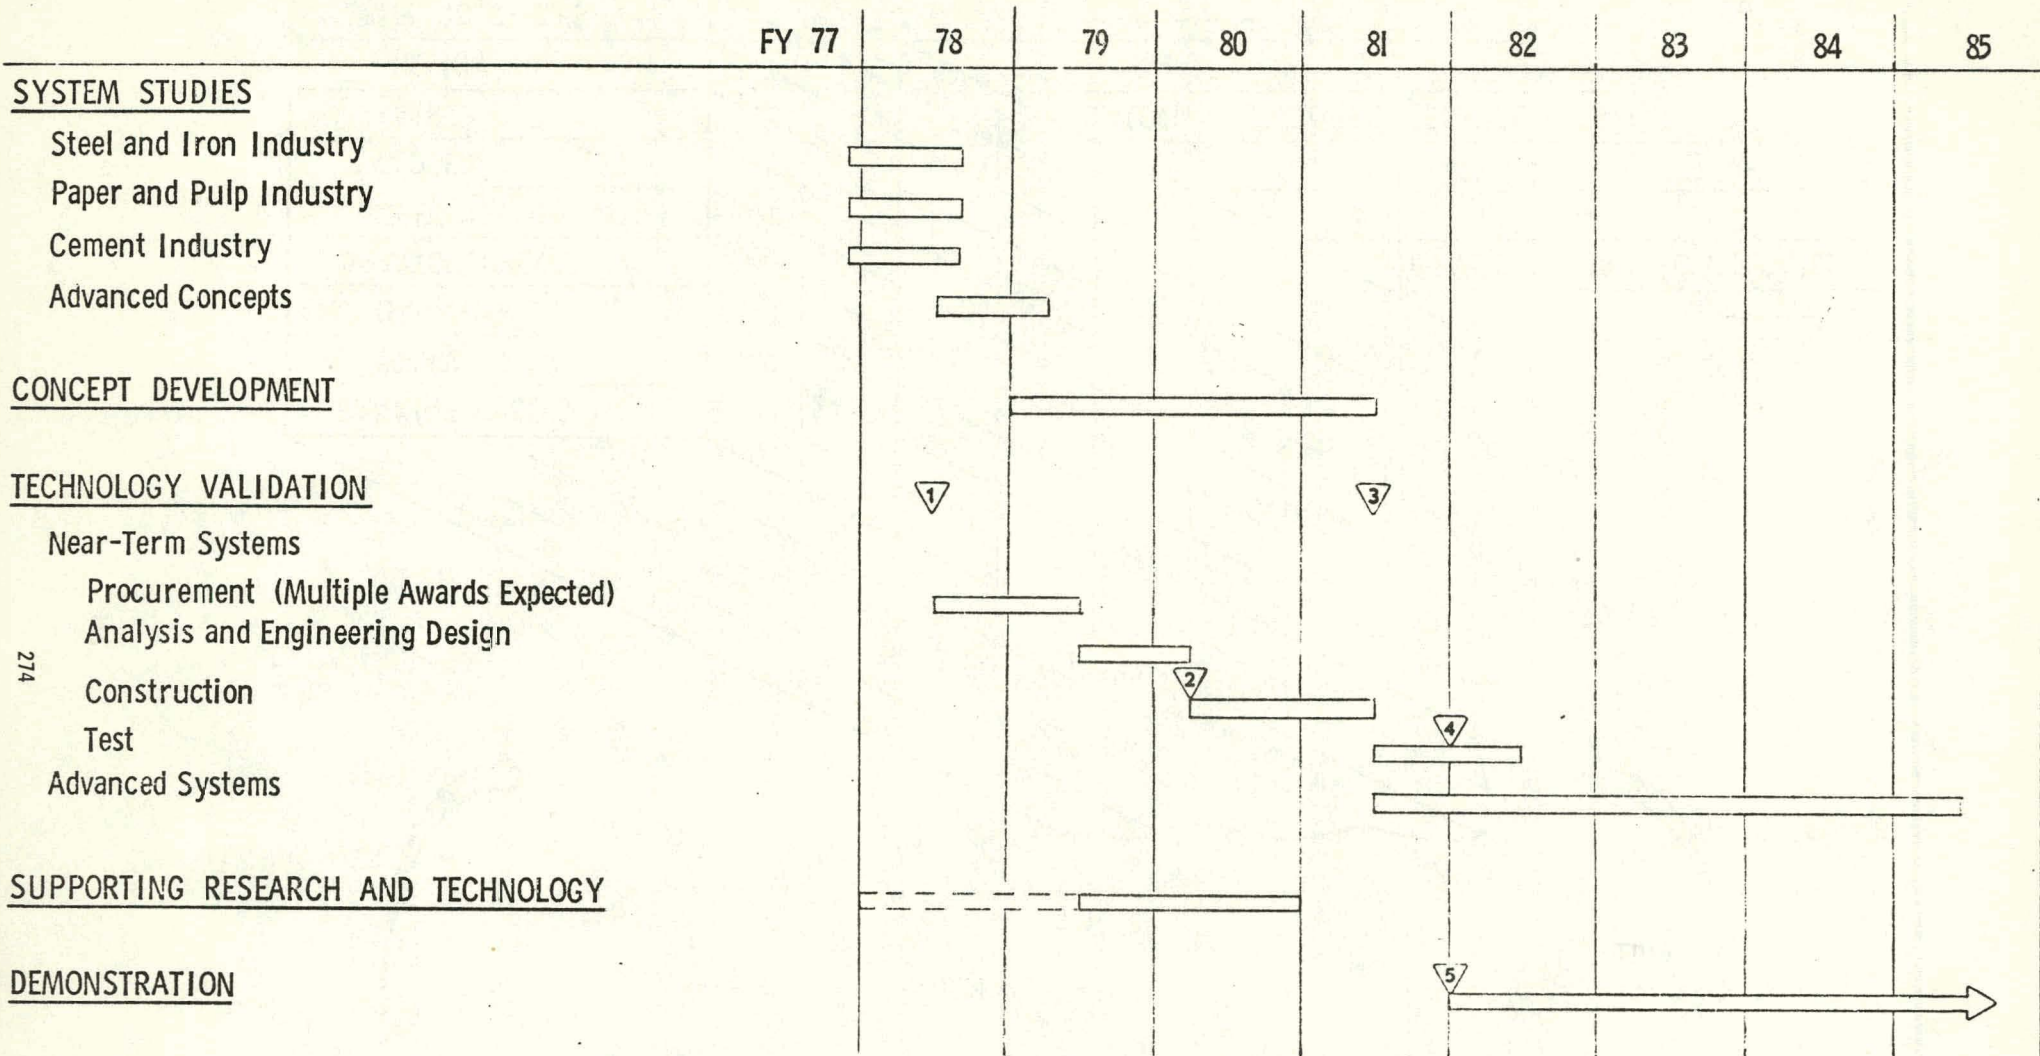 FY 77 78 79 80 81 82 83 84 85
SYSTEM STUDIES
Steel and Iron Industry
Paper and Pulp Industry
Cement Industry
Advanced Concepts
CONCEPT DEVELOPMENT
TECHNOLOGY VALIDATION 1 3
Near-Term Systems
Procurement (Multiple Awards Expected)
Analysis and Engineering Design
274
2
Construction
4
Test
Advanced Systems
SUPPORTING RESEARCH AND TECHNOLOGY
DEMONSTRATION 5